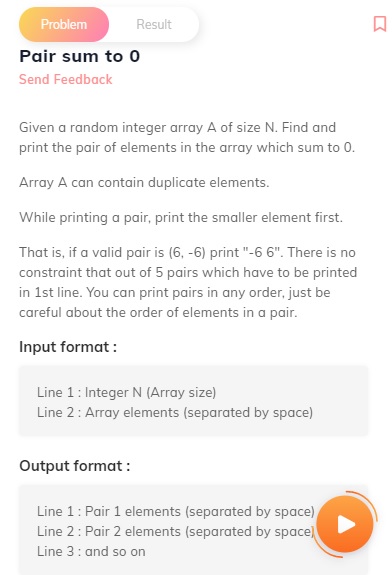 Problem Result
Pair sum to 0
Send Feedback
Given a random integer array A of size N. Find and
print the pair of elements in the array which sum to 0.
Array A can contain duplicate elements.
While printing a pair, print the smaller element first.
That is, if a valid pair is (6, -6) print "-6 6". There is no
constraint that out of 5 pairs which have to be printed
in 1st line. You can print pairs in any order, just be
careful about the order of elements in a pair.
Input format :
Line 1 : Integer N (Array size)
Line 2 : Array elements (separated by space)
Output format :
Line 1 : Pair 1 elements (separated by space)
Line 2 : Pair 2 elements (separated by space)
Line 3 : and so on